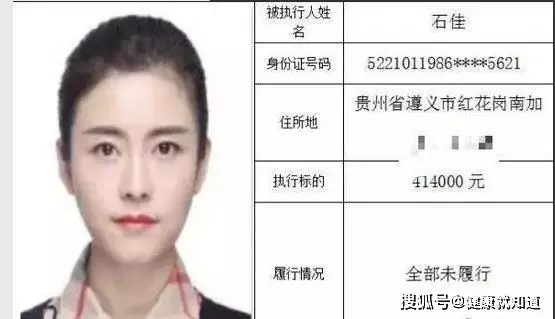 被执行人姓
名
石佳
身份证号码
5221011986****5621
住所地
贵州省遵义市红花岗南加
执行标的
414000 元
履行情况
全部未履行
搜狐号@健康就知道